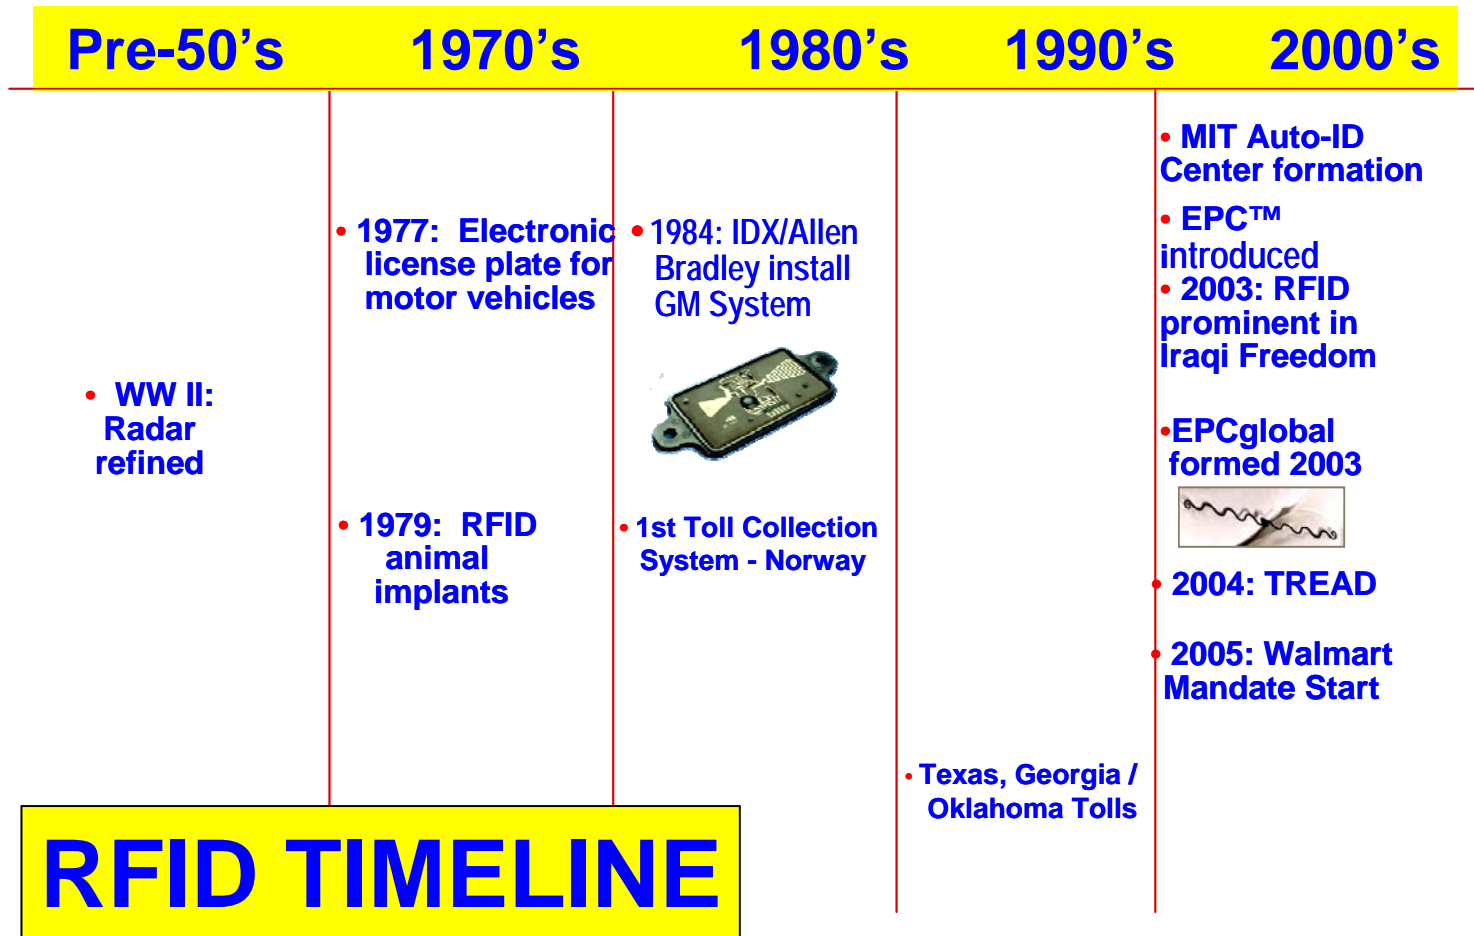 Pre-50’s 1970’s 1980’s 1990’s 2000’s
• WW II:
Radar
refined
• 1977: Electronic
license plate for
motor vehicles
• 1979: RFID
animal
implants
• 1984: IDX/Allen
Bradley install
GM System
• 1st Toll Collection
System - Norway
• Texas, Georgia /
Oklahoma Tolls
• MIT Auto-ID
Center formation
• EPC™
introduced
• 2003: RFID
prominent in
Iraqi Freedom
•EPCglobal
formed 2003
• 2004: TREAD
• 2005: Walmart
Mandate Start
RFID TIMELINE